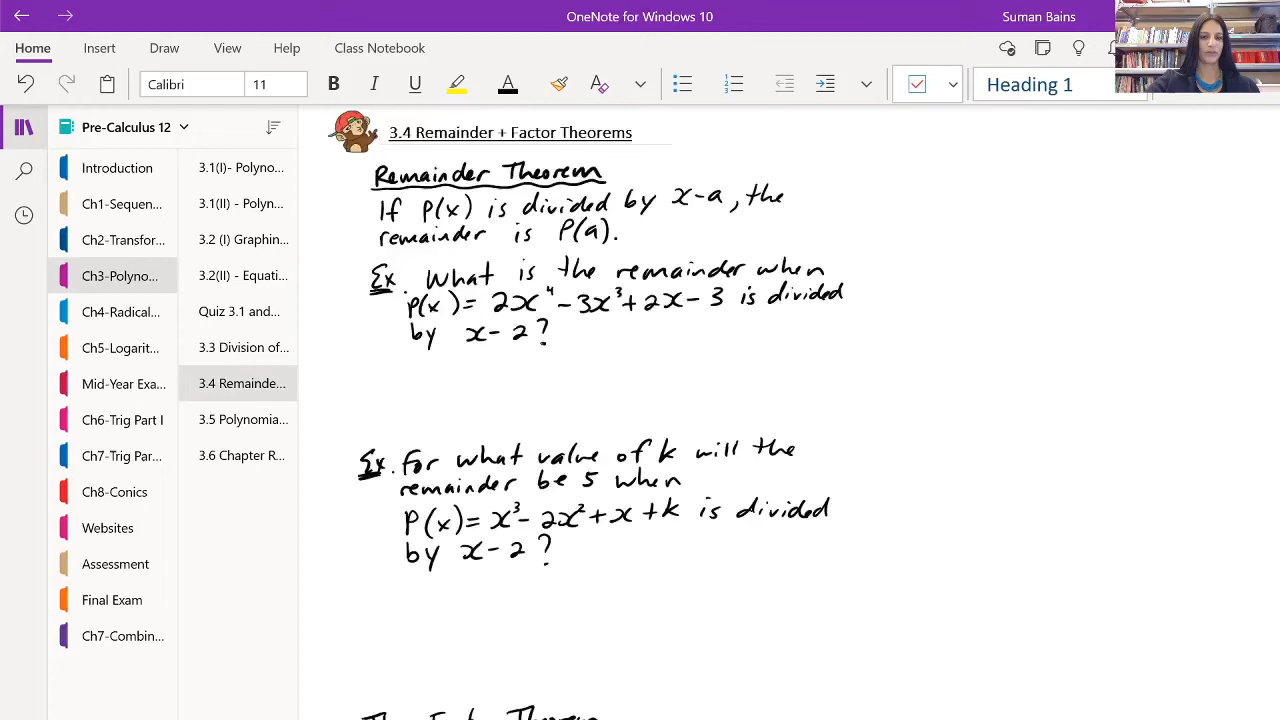 OneNote for Windows 10
Suman Bains
Home Insert Draw View Help Class Notebook
Calibri 11 B I U A Heading 1
Pre-Calculus 12
Introduction
Ch1-Sequen...
Ch2-Transfor...
Ch3-Polyno...
Ch4-Radical...
Ch5-Logarit...
Mid-Year Exa...
Ch6-Trig Part I
Ch7-Trig Par...
Ch8-Conics
Websites
Assessment
Final Exam
Ch7-Combin...
3.1(I)- Polyno...
3.1(II) - Polyn...
3.2 (I) Graphin...
3.2(II) - Equati...
Quiz 3.1 and...
3.3 Division of...
3.4 Remainde...
3.5 Polynomia...
3.6 Chapter R...
3.4 Remainder + Factor Theorems
Remainder Theorem
If P(x) is divided by x-a, the
remainder is P(a).
Ex. What is the remainder when
P(x) = 2x⁴ - 3x³ + 2x - 3 is divided
by x - 2?
Ex. For what value of k will the
remainder be 5 when
P(x) = x³ - 2x² + x + k is divided
by x - 2?
The Factor Theorem